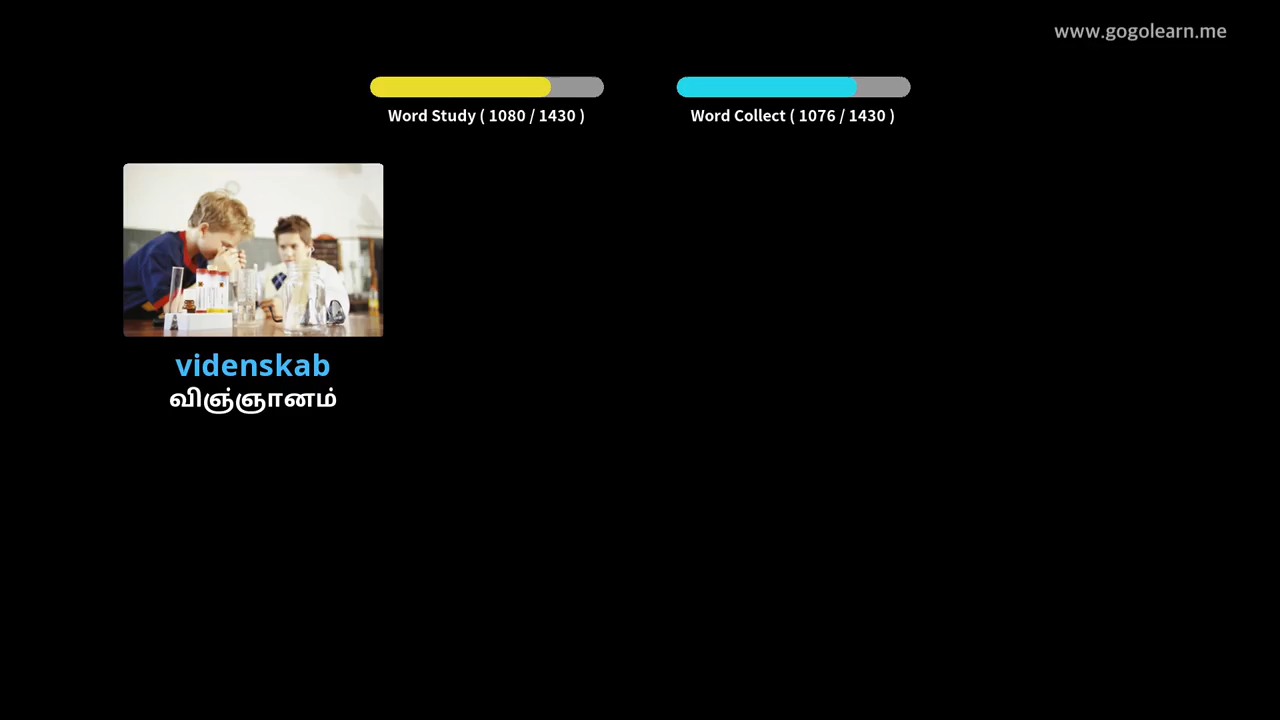 www.gogolearn.me
Word Study ( 1080 / 1430 )
Word Collect ( 1076 / 1430 )
videnskab
விஞ்ஞானம்